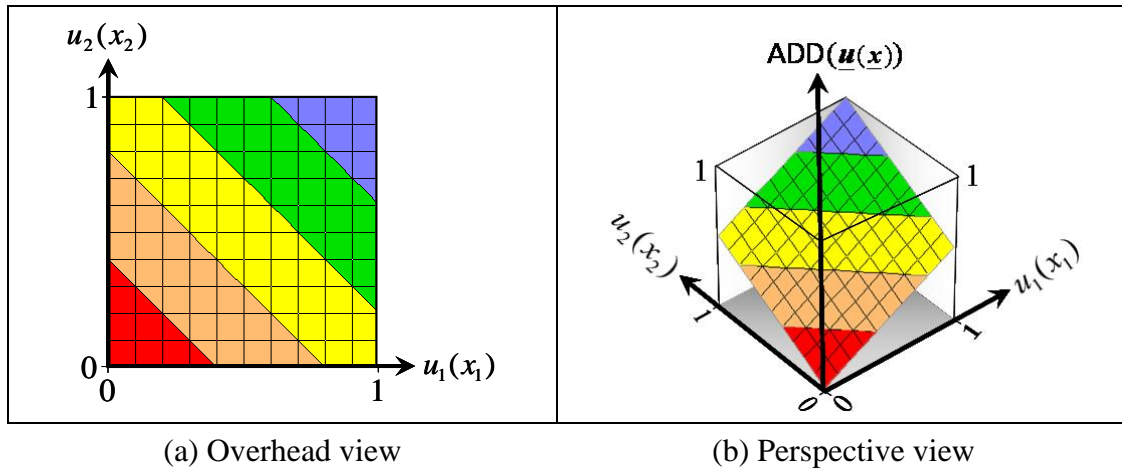 u₂(x₂)
1
0
0
1
u₁(x₁)
ADD(u(x))
1
1
u₂(x₂)
u₁(x₁)
1
1
0
0
(a) Overhead view
(b) Perspective view